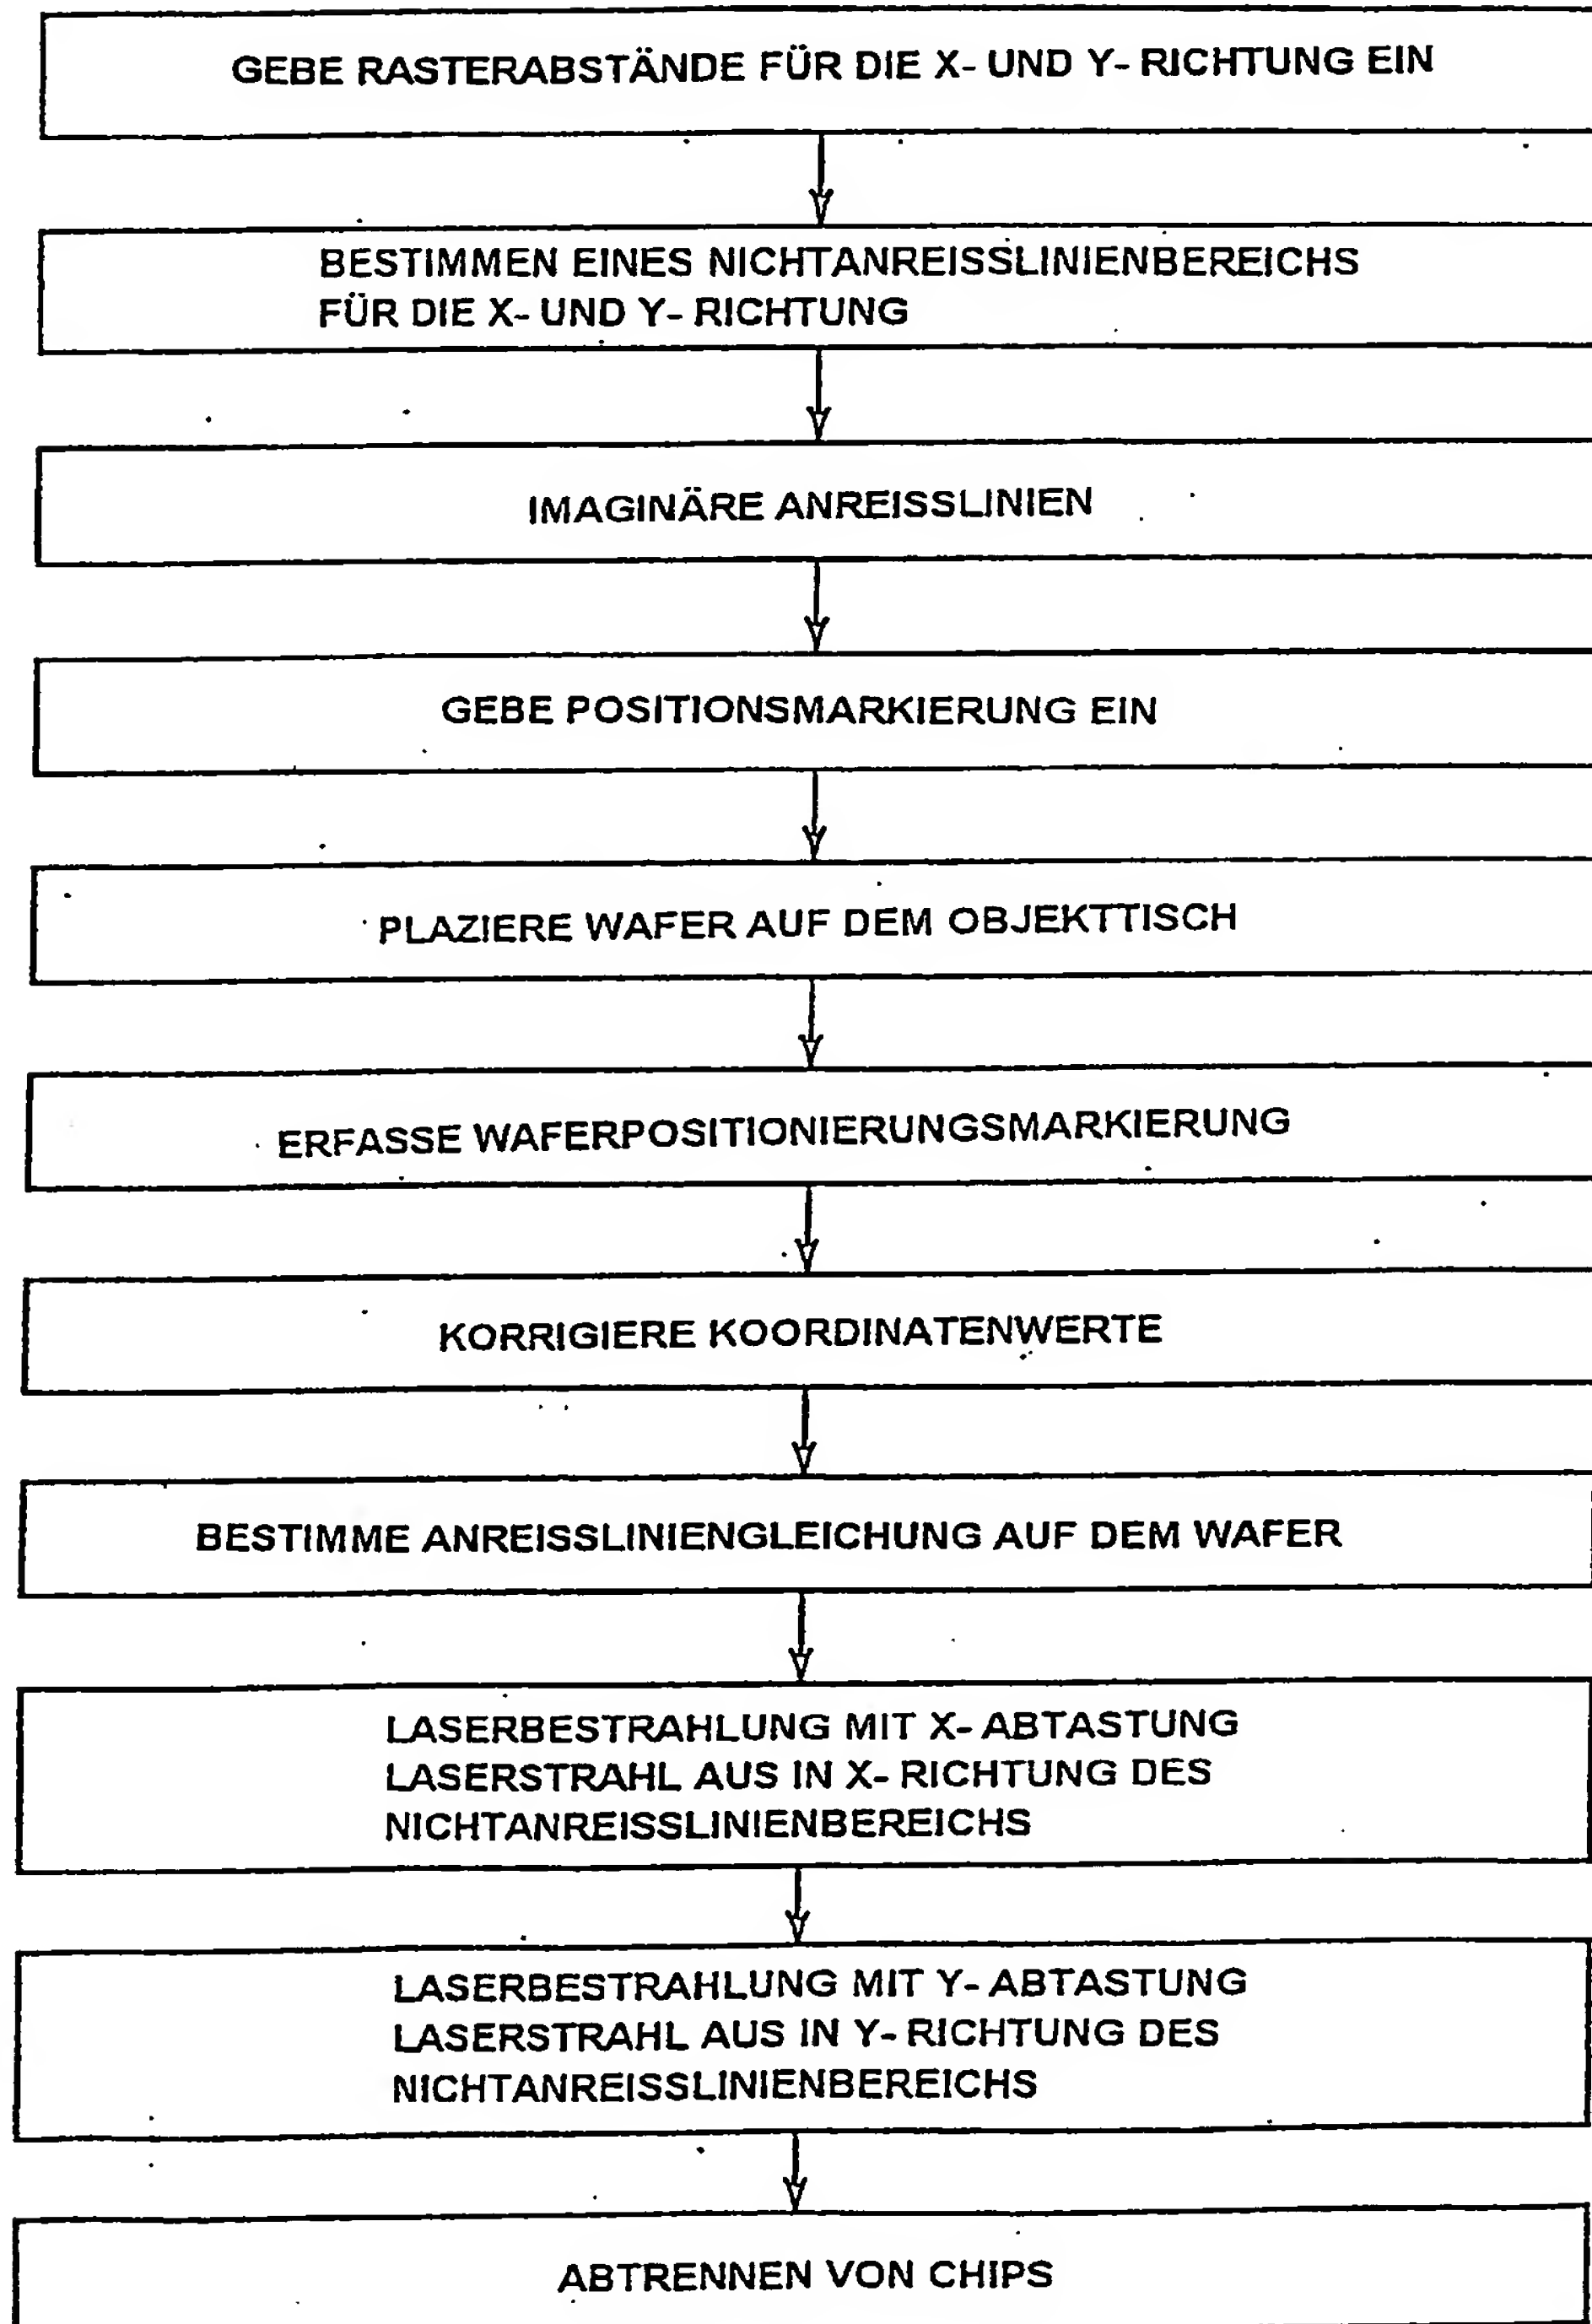 GEBE RASTERABSTÄNDE FÜR DIE X- UND Y- RICHTUNG EIN
BESTIMMEN EINES NICHTANREISSLINIENBEREICHS
FÜR DIE X- UND Y- RICHTUNG
IMAGINÄRE ANREISSLINIEN
GEBE POSITIONSMARKIERUNG EIN
PLAZIERE WAFER AUF DEM OBJEKTTISCH
ERFASSE WAFERPOSITIONIERUNGSMARKIERUNG
KORRIGIERE KOORDINATENWERTE
BESTIMME ANREISSLINIENGLEICHUNG AUF DEM WAFER
LASERBESTRAHLUNG MIT X- ABTASTUNG
LASERSTRAHL AUS IN X- RICHTUNG DES
NICHTANREISSLINIENBEREICHS
LASERBESTRAHLUNG MIT Y- ABTASTUNG
LASERSTRAHL AUS IN Y- RICHTUNG DES
NICHTANREISSLINIENBEREICHS
ABTRENNEN VON CHIPS